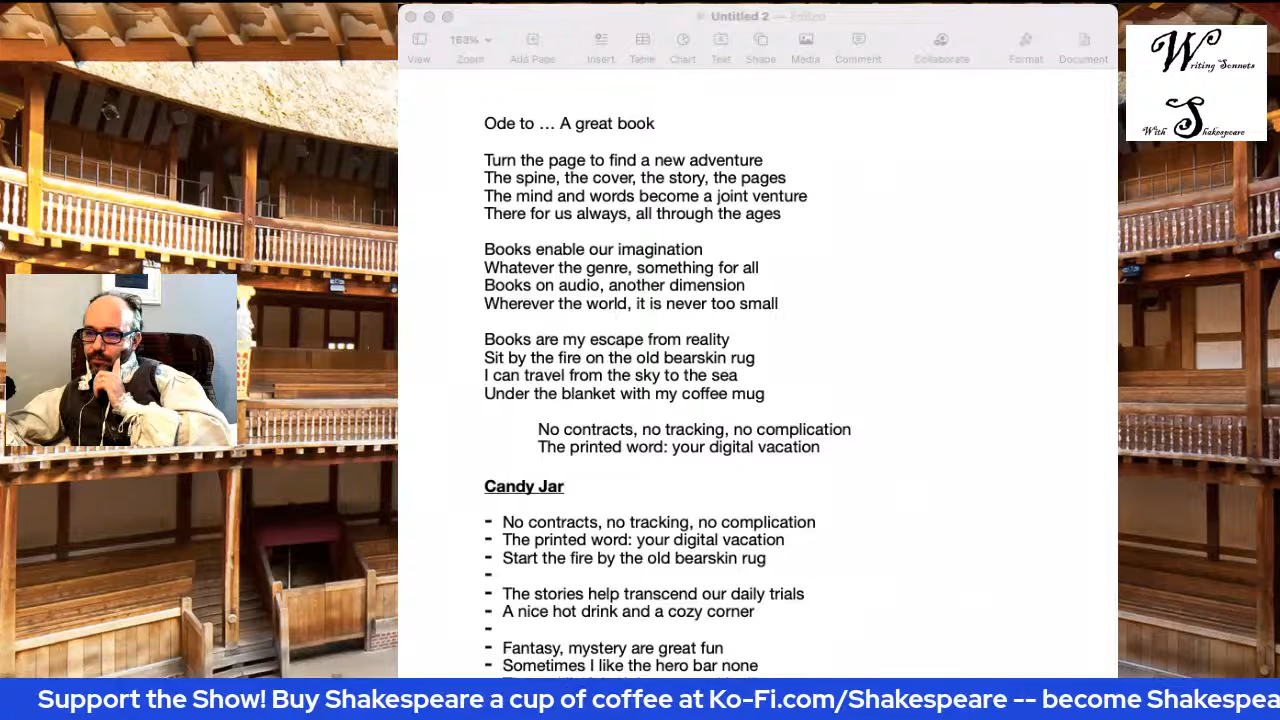 Untitled 2 — Edited
163%
View
Zoom
Add Page
Insert
Table
Chart
Text
Shape
Media
Comment
Collaborate
Format
Document
Writing Sonnets
With Shakespeare
Ode to … A great book
Turn the page to find a new adventure
The spine, the cover, the story, the pages
The mind and words become a joint venture
There for us always, all through the ages
Books enable our imagination
Whatever the genre, something for all
Books on audio, another dimension
Wherever the world, it is never too small
Books are my escape from reality
Sit by the fire on the old bearskin rug
I can travel from the sky to the sea
Under the blanket with my coffee mug
No contracts, no tracking, no complication
The printed word: your digital vacation
Candy Jar
- No contracts, no tracking, no complication
- The printed word: your digital vacation
- Start the fire by the old bearskin rug
-
- The stories help transcend our daily trials
- A nice hot drink and a cozy corner
-
- Fantasy, mystery are great fun
- Sometimes I like the hero bar none
Support the Show! Buy Shakespeare a cup of coffee at Ko-Fi.com/Shakespeare -- become Shakespea